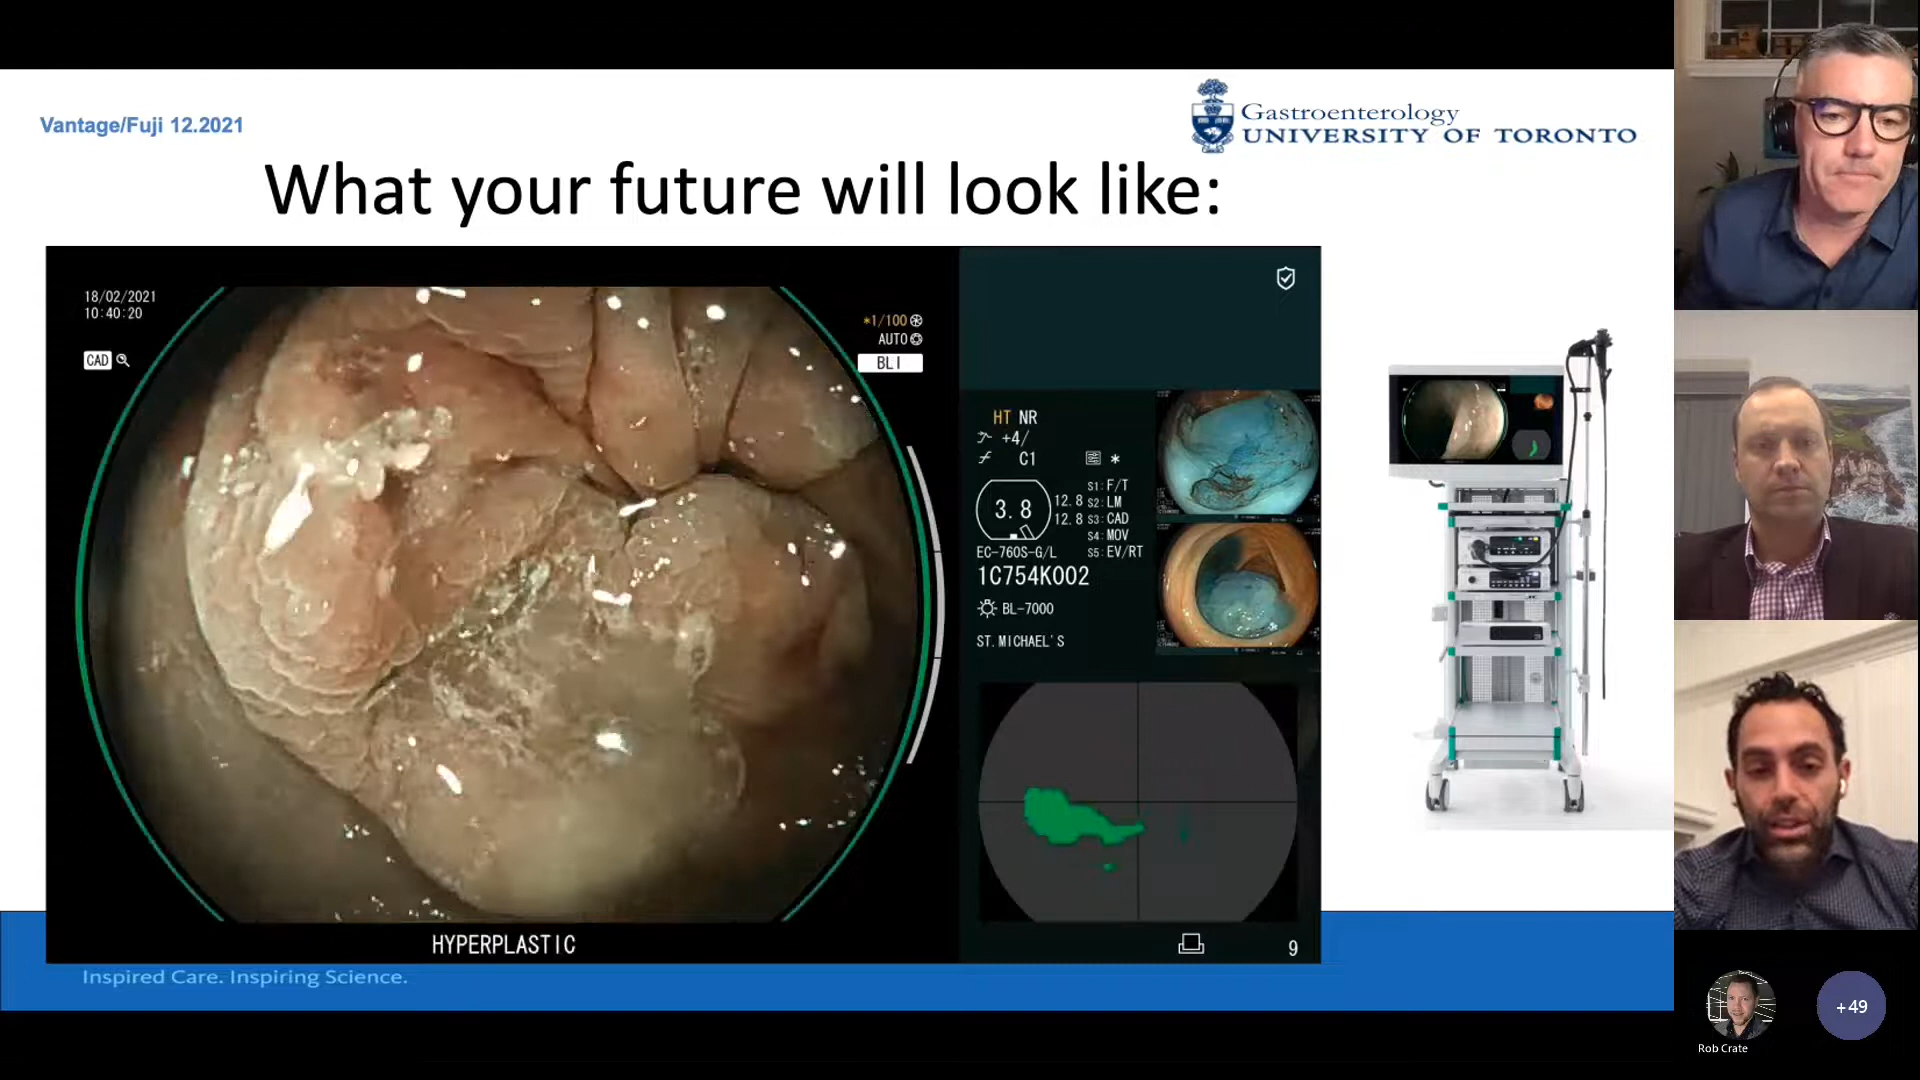 Vantage/Fuji 12.2021
Gastroenterology
UNIVERSITY OF TORONTO
What your future will look like:
18/02/2021
10:40:20
CAD
*1/100
AUTO
BLI
HT NR
+4/
C1
3.8
12.8
12.8
S1:F/T
S2:LM
S3:CAD
S4:MOV
S5:EV/RT
EC-760S-G/L
1C754K002
BL-7000
ST.MICHAEL'S
HYPERPLASTIC
9
Inspired Care. Inspiring Science.
Rob Crate
+49